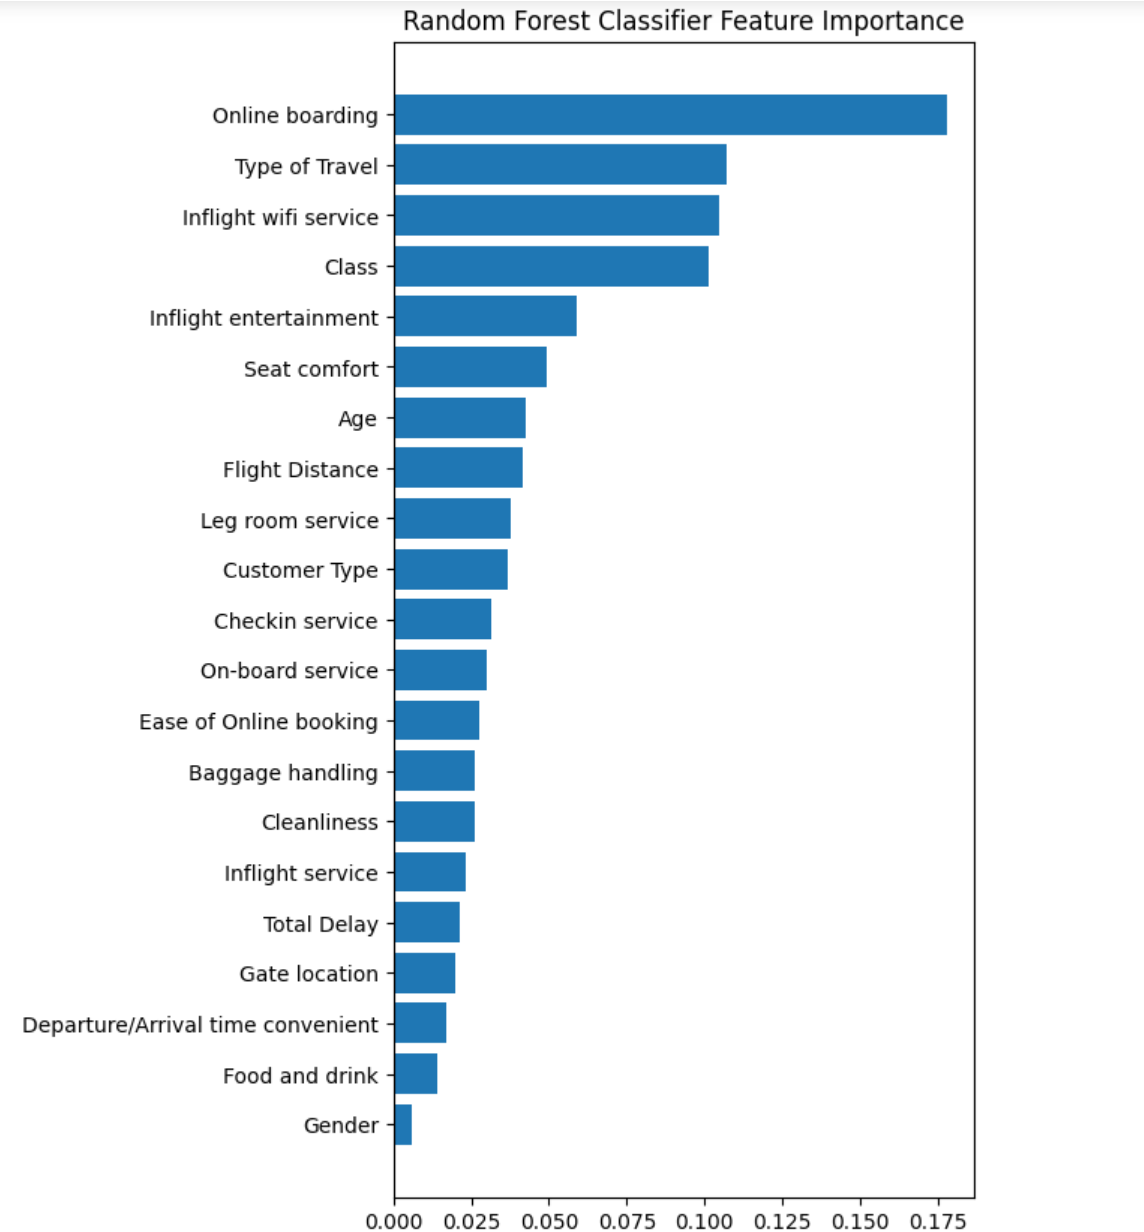 Random Forest Classifier Feature Importance
Online boarding
Type of Travel
Inflight wifi service
Class
Inflight entertainment
Seat comfort
Age
Flight Distance
Leg room service
Customer Type
Checkin service
On-board service
Ease of Online booking
Baggage handling
Cleanliness
Inflight service
Total Delay
Gate location
Departure/Arrival time convenient
Food and drink
Gender
0.000 0.025 0.050 0.075 0.100 0.125 0.150 0.175